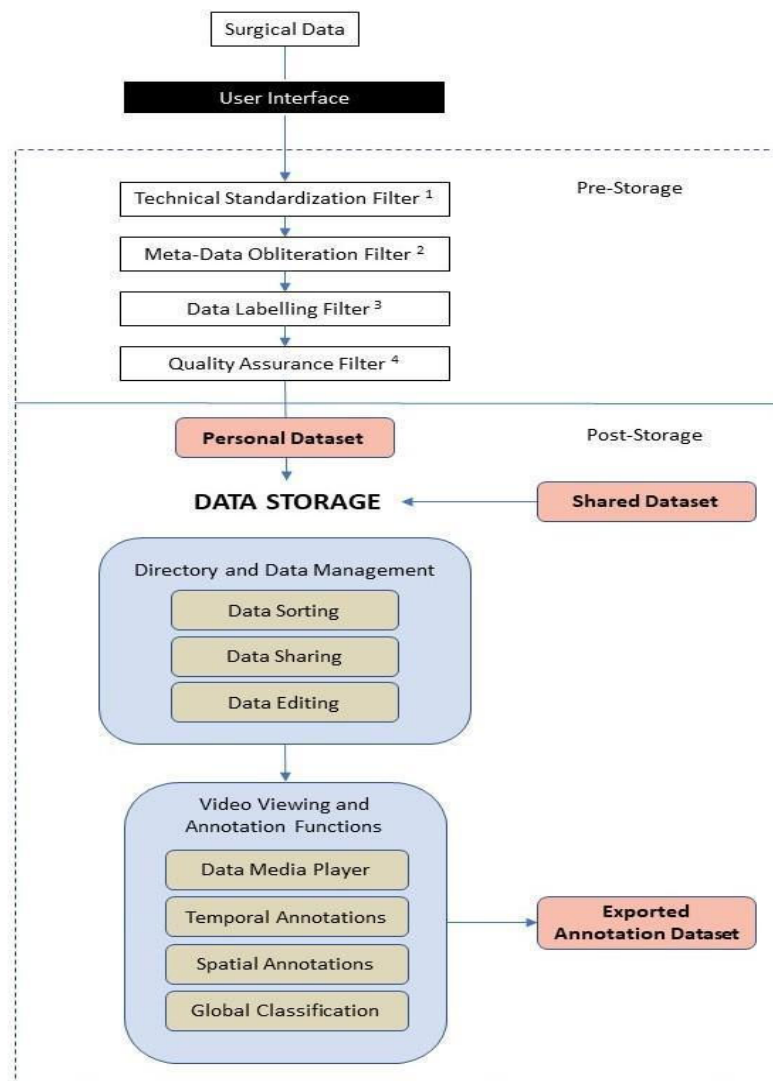 Surgical Data
User Interface
Pre-Storage
Technical Standardization Filter ¹
Meta-Data Obliteration Filter ²
Data Labelling Filter ³
Quality Assurance Filter ⁴
Post-Storage
Personal Dataset
DATA STORAGE
Shared Dataset
Directory and Data Management
Data Sorting
Data Sharing
Data Editing
Video Viewing and
Annotation Functions
Data Media Player
Temporal Annotations
Spatial Annotations
Global Classification
Exported
Annotation Dataset